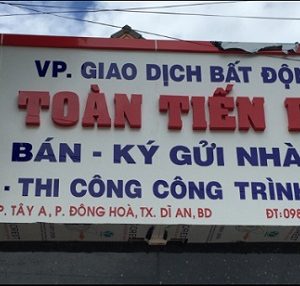 VP. GIAO DỊCH BẤT ĐỘN
TOÀN TIẾN
BÁN - KÝ GỬI NHÀ
- THI CÔNG CÔNG TRÌNH
P. TÂY A, P. ĐÔNG HOÀ, TX. DĨ AN, BD ĐT: 098